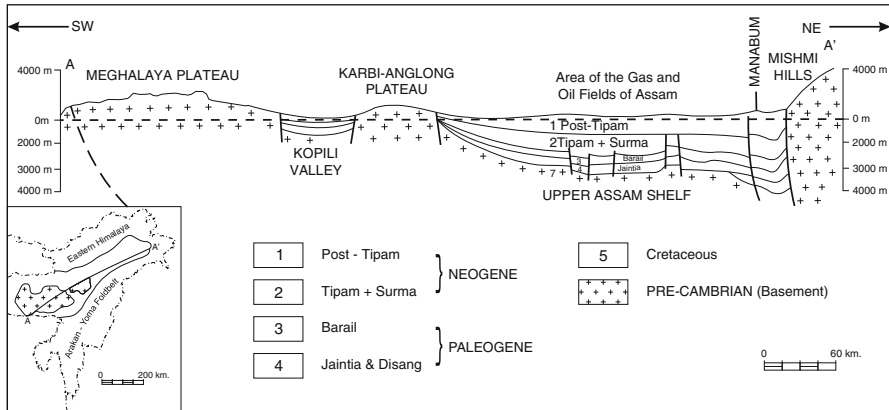 SW
NE
A
A'
4000 m
MEGHALAYA PLATEAU
KARBI-ANGLONG
PLATEAU
Area of the Gas and
Oil Fields of Assam
MANABUM
MISHMI
HILLS
4000 m
0m
0 m
2000 m
3000 m
4000 m
2000 m
3000 m
4000 m
KOPILI
VALLEY
1 Post-Tipam
2Tipam + Surma
3
Barail
4
Jaintia
7
UPPER ASSAM SHELF
Eastern Himalaya
A'
A
Arakan - Yoma Foldbelt
0 200 km.
1 Post - Tipam
2 Tipam + Surma
NEOGENE
3 Barail
4 Jaintia & Disang
PALEOGENE
5 Cretaceous
PRE-CAMBRIAN (Basement)
0 60 km.